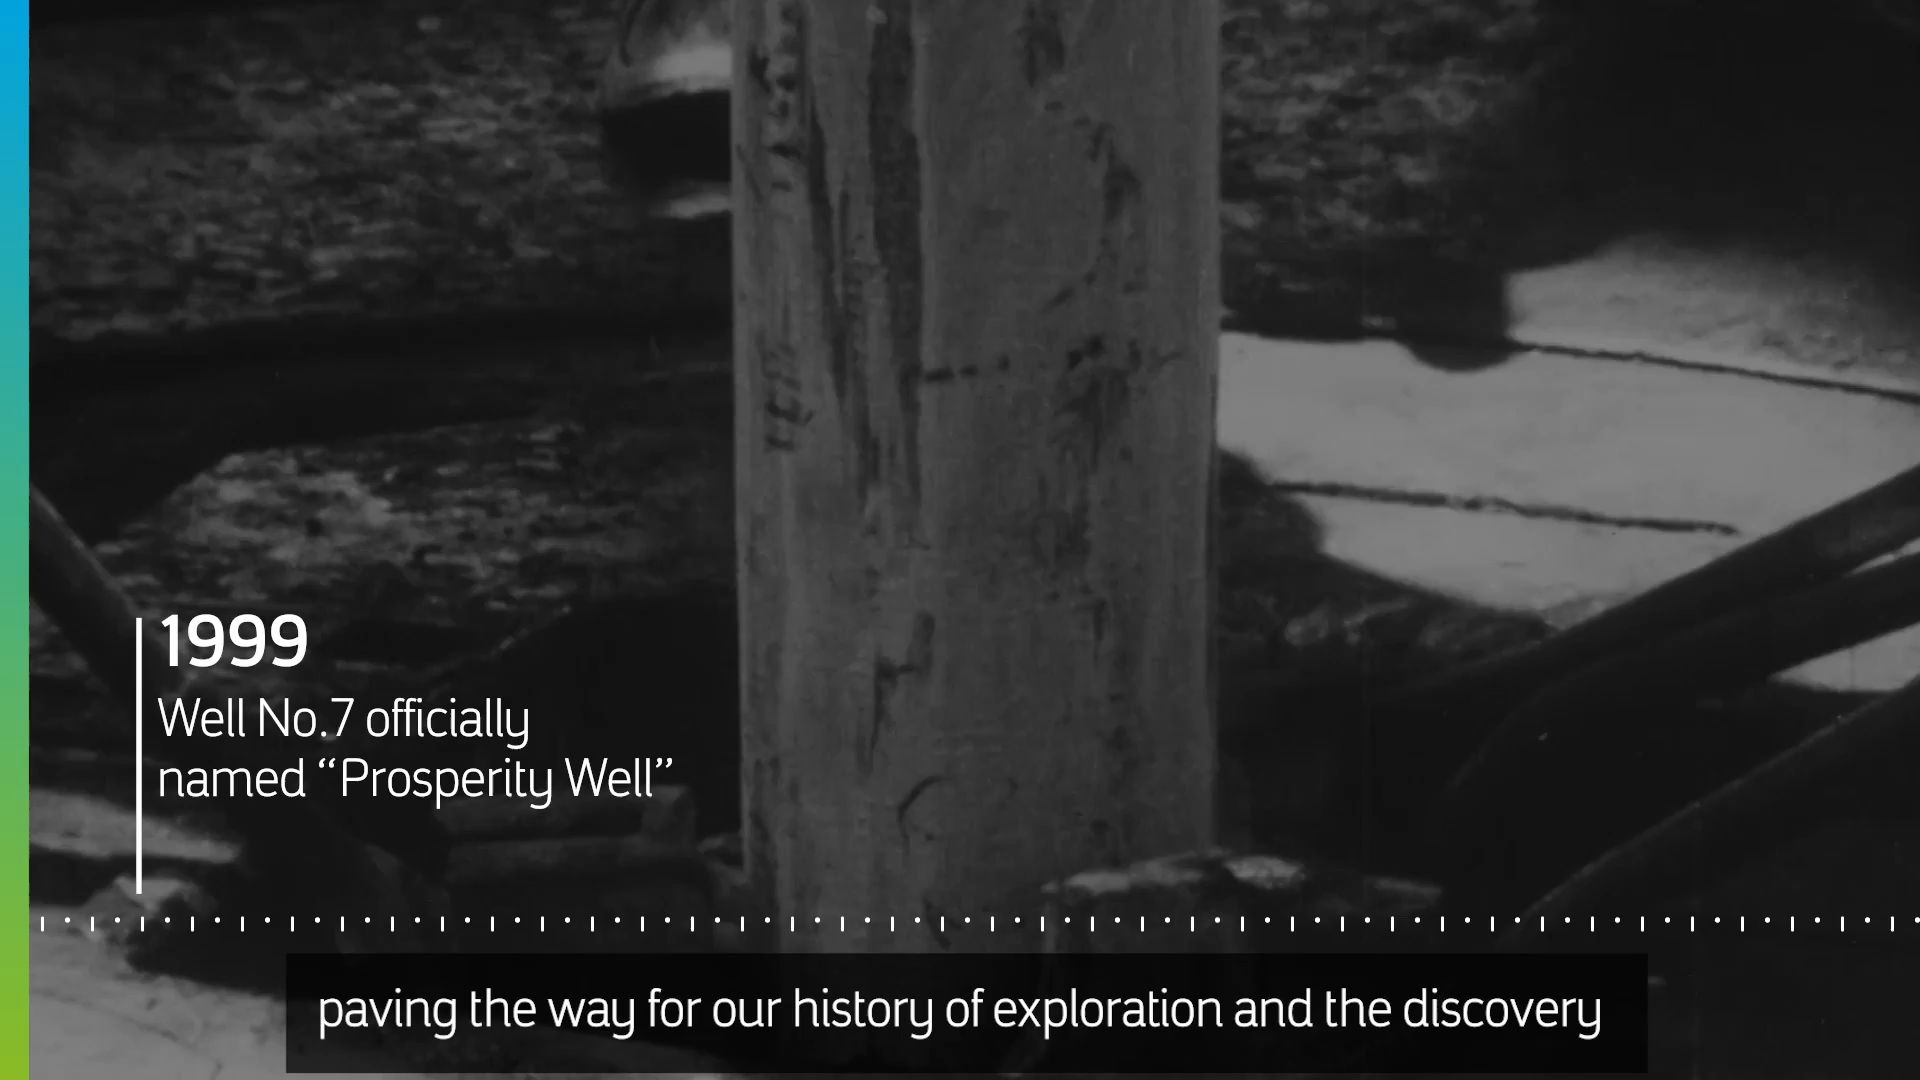 1999
Well No.7 officially
named “Prosperity Well”
paving the way for our history of exploration and the discovery